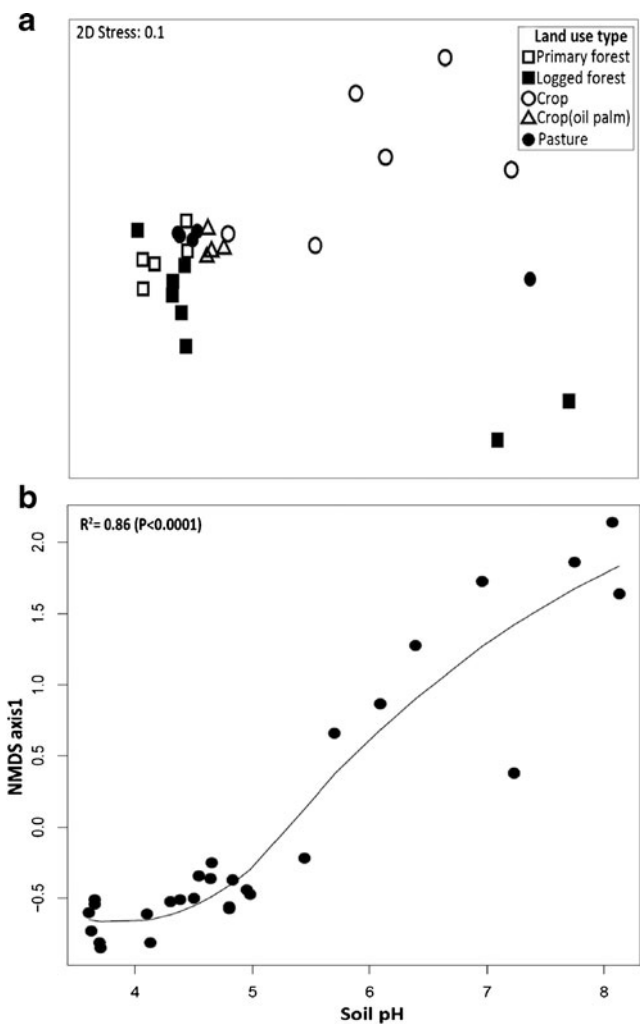 a
2D Stress: 0.1
Land use type
Primary forest
Logged forest
Crop
Crop(oil palm)
Pasture
b
R²= 0.86 (P<0.0001)
2.0
1.5
1.0
0.5
0.0
−0.5
NMDS axis1
4 5 6 7 8
Soil pH